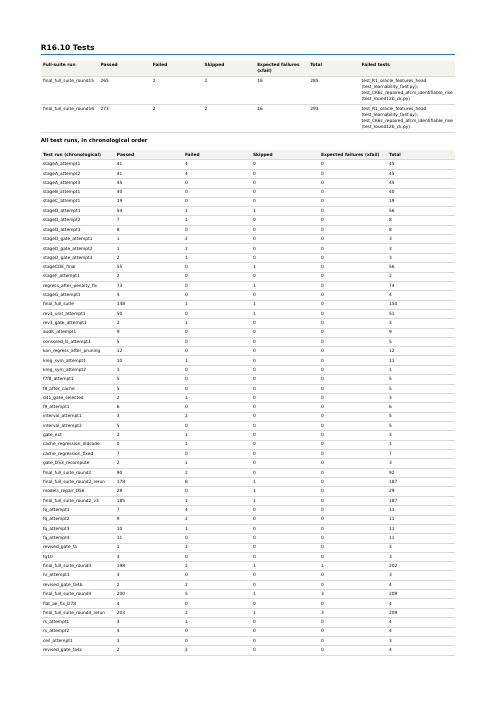 R16.10 Tests
Full-suite run Passed Failed Skipped Expected failures (xfail) Total Failed tests
final_full_suite_round15 265 2 2 16 285 test_R1_oracle_features_head (test_learnability_fa4f.py); test_CK6c_repaired_afcm_identifiable_rise (test_round12b_ck.py)
final_full_suite_round16 273 2 2 16 293 test_R1_oracle_features_head (test_learnability_fa4f.py); test_CK6c_repaired_afcm_identifiable_rise (test_round12b_ck.py)
All test runs, in chronological order
Test run (chronological) Passed Failed Skipped Expected failures (xfail) Total
stageA_attempt1 41 4 0 0 45
stageA_attempt2 41 4 0 0 45
stageA_attempt3 45 0 0 0 45
stageB_attempt1 40 0 0 0 40
stageC_attempt1 19 0 0 0 19
stageD_attempt1 54 1 1 0 56
stageD_attempt2 7 1 0 0 8
stageD_attempt3 8 0 0 0 8
stageD_gate_attempt1 1 2 0 0 3
stageD_gate_attempt2 1 2 0 0 3
stageD_gate_attempt3 2 1 0 0 3
stageCDE_final 55 0 1 0 56
stageF_attempt1 2 0 0 0 2
regress_after_penalty_fix 73 0 1 0 74
stageG_attempt1 4 0 0 0 4
final_full_suite 148 1 1 0 150
rev3_unit_attempt1 50 0 1 0 51
rev3_gate_attempt1 2 1 0 0 3
audit_attempt1 9 0 0 0 9
censored_ls_attempt1 5 0 0 0 5
kan_regress_after_pruning 12 0 0 0 12
kreg_sym_attempt1 10 1 0 0 11
kreg_sym_attempt2 1 0 0 0 1
f7f8_attempt1 5 0 0 0 5
f8_after_cache 5 0 0 0 5
d41_gate_selected 2 1 0 0 3
f9_attempt1 6 0 0 0 6
interval_attempt1 3 2 0 0 5
interval_attempt2 5 0 0 0 5
gate_ext 2 1 0 0 3
cache_regression_oldcode 0 1 0 0 1
cache_regression_fixed 7 0 0 0 7
gate_D53_recompute 2 1 0 0 3
final_full_suite_round2 90 2 0 0 92
final_full_suite_round2_rerun 178 8 1 0 187
models_repair_D56 28 0 1 0 29
final_full_suite_round2_v3 185 1 1 0 187
fq_attempt1 7 4 0 0 11
fq_attempt2 9 2 0 0 11
fq_attempt3 10 1 0 0 11
fq_attempt4 11 0 0 0 11
revised_gate_fa 1 2 0 0 3
fg10 3 0 0 0 3
final_full_suite_round3 198 2 1 1 202
hr_attempt1 3 0 0 0 3
revised_gate_fa4b 2 2 0 0 4
final_full_suite_round4 200 5 1 3 209
flat_ae_fix_D78 4 0 0 0 4
final_full_suite_round4_rerun 203 2 1 3 209
rs_attempt1 3 1 0 0 4
rs_attempt2 4 0 0 0 4
ceil_attempt1 3 0 0 0 3
revised_gate_fa4c 2 2 0 0 4